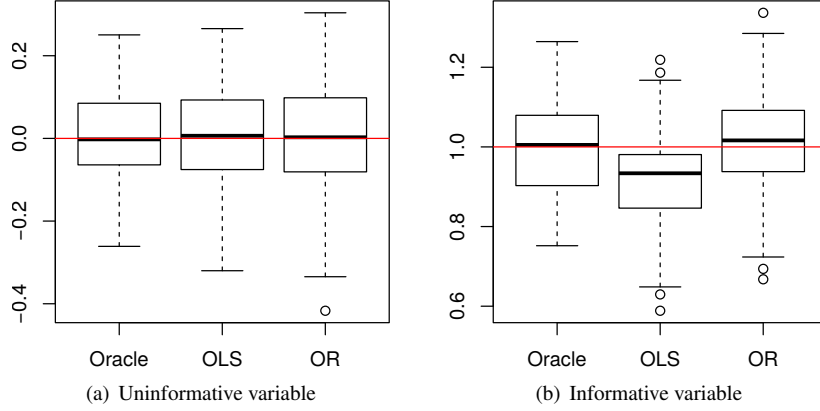 0.2
0.0
−0.2
−0.4
Oracle OLS OR
(a) Uninformative variable
1.2
1.0
0.8
0.6
Oracle OLS OR
(b) Informative variable